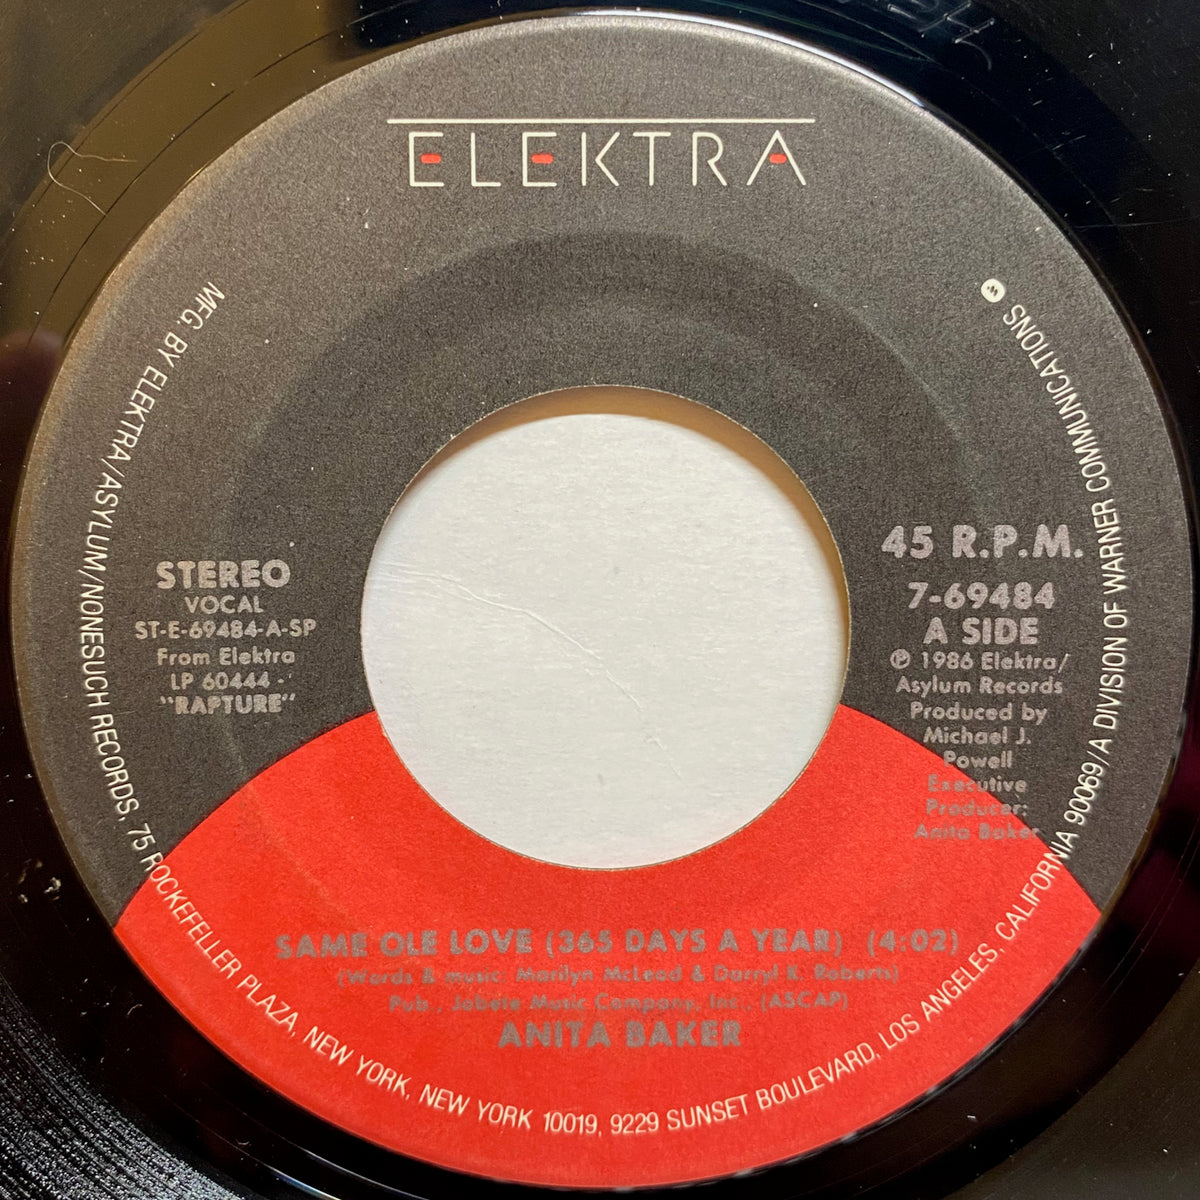 ELEKTRA
STEREO
VOCAL
ST-E-69484-A-SP
From Elektra
LP 60444
"RAPTURE"
45 R.P.M.
7-69484
A SIDE
℗ 1986 Elektra/
Asylum Records
Produced by
Michael J.
Powell
Executive
Producer:
Anita Baker
SAME OLE LOVE (365 DAYS A YEAR) (4:02)
(Words & music: Marilyn McLeod & Darryl K. Roberts)
Pub., Jobete Music Company, Inc., (ASCAP)
ANITA BAKER
MFG. BY ELEKTRA/ASYLUM/NONESUCH RECORDS, 75 ROCKEFELLER PLAZA, NEW YORK, NEW YORK 10019, 9229 SUNSET BOULEVARD, LOS ANGELES, CALIFORNIA 90069/A DIVISION OF WARNER COMMUNICATIONS